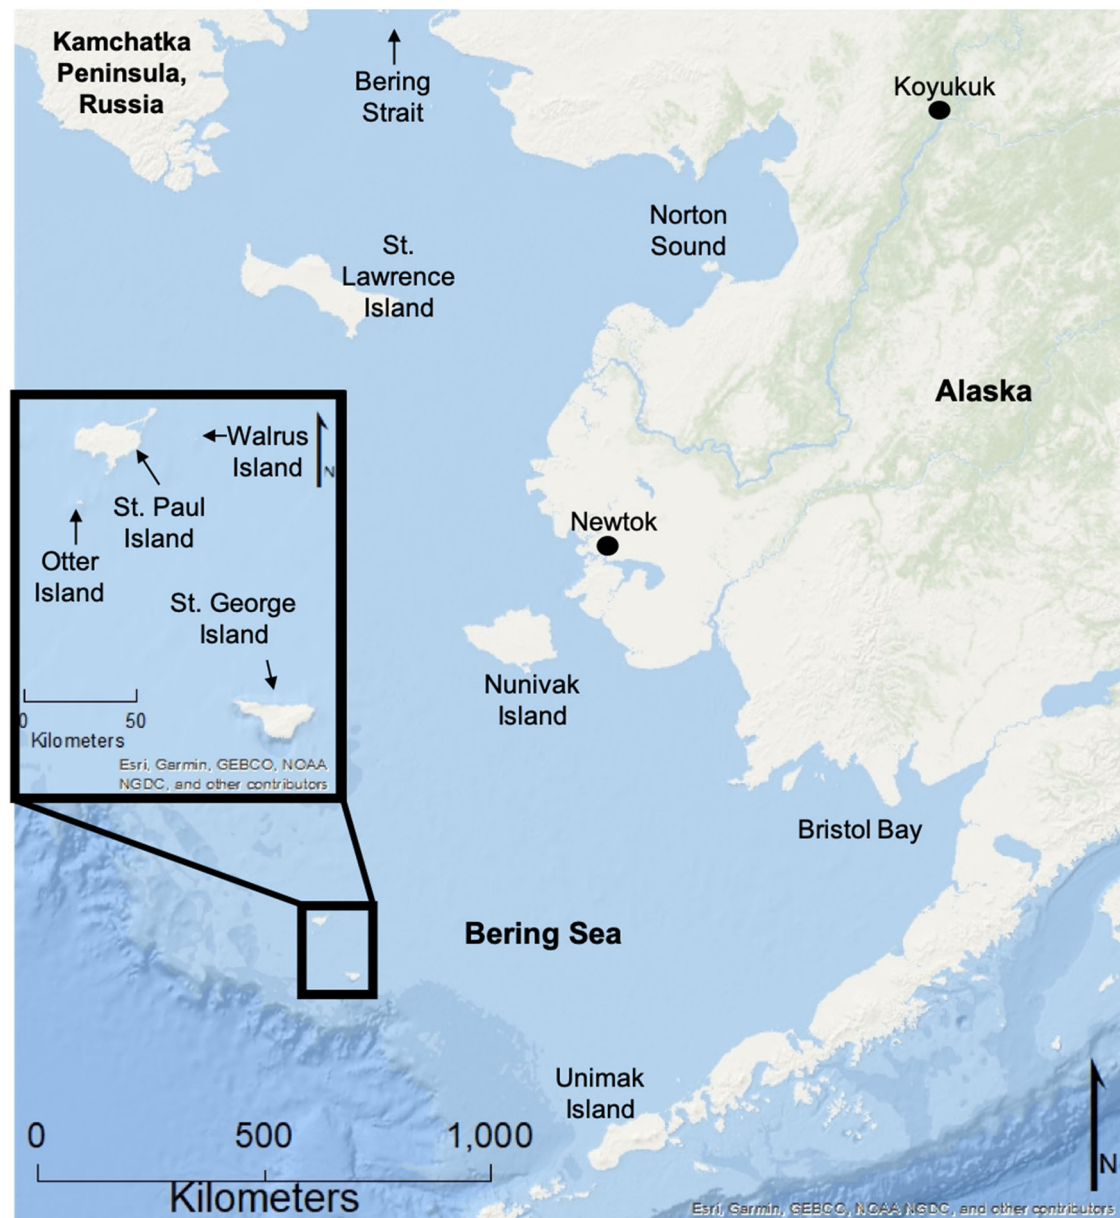 Kamchatka
Peninsula,
Russia
Bering
Strait
Koyukuk
Norton
Sound
St.
Lawrence
Island
Alaska
Walrus
Island
N
St. Paul
Island
Otter
Island
St. George
Island
Newtok
Nunivak
Island
0 50
Kilometers
Esri, Garmin, GEBCO, NOAA
NGDC, and other contributors
Bristol Bay
Bering Sea
Unimak
Island
0 500 1,000
Kilometers
N
Esri, Garmin, GEBCO, NOAA NGDC, and other contributors